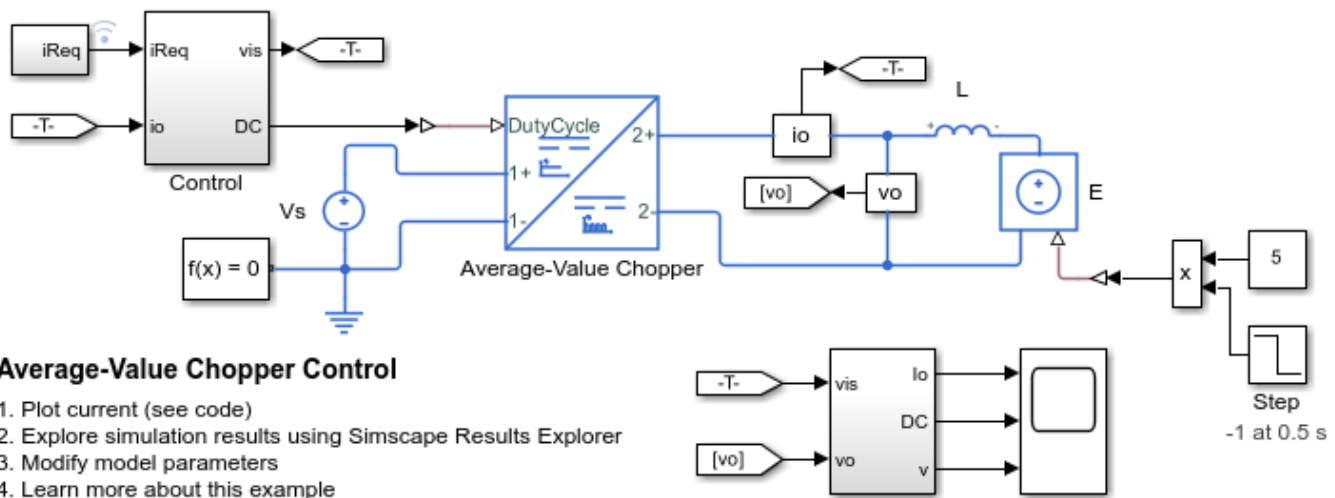 iReq
iReq
vis
-T-
-T-
io
DC
Control
-T-
L
DutyCycle
2+
io
1+
[vo]
vo
E
Vs
1-
2-
f(x) = 0
Average-Value Chopper
5
x
Average-Value Chopper Control
1. Plot current (see code)
2. Explore simulation results using Simscape Results Explorer
3. Modify model parameters
4. Learn more about this example
-T-
vis
Io
DC
[vo]
vo
v
Step
-1 at 0.5 s
+ -
+
-